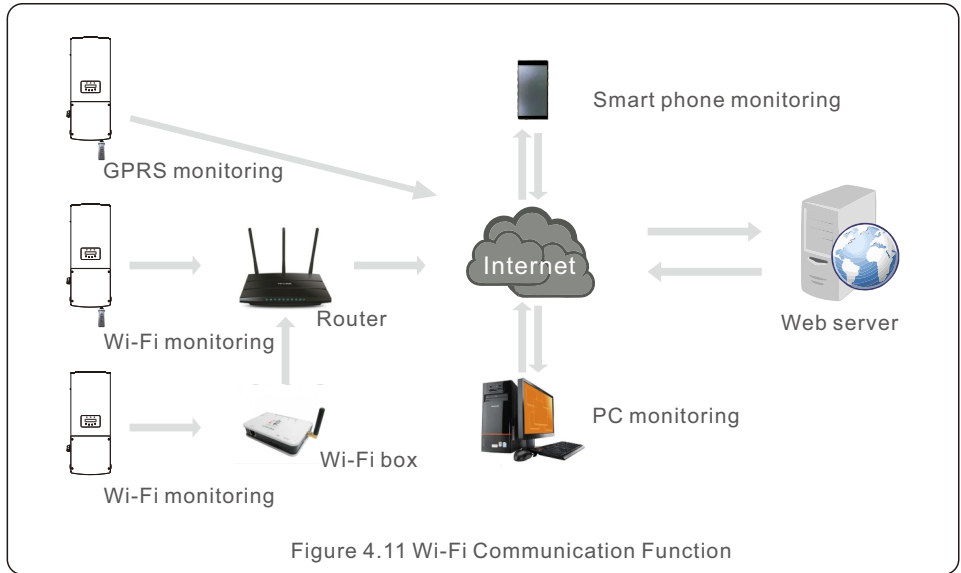 Smart phone monitoring
GPRS monitoring
Internet
Router
Web server
Wi-Fi monitoring
PC monitoring
Wi-Fi box
Wi-Fi monitoring
Figure 4.11 Wi-Fi Communication Function